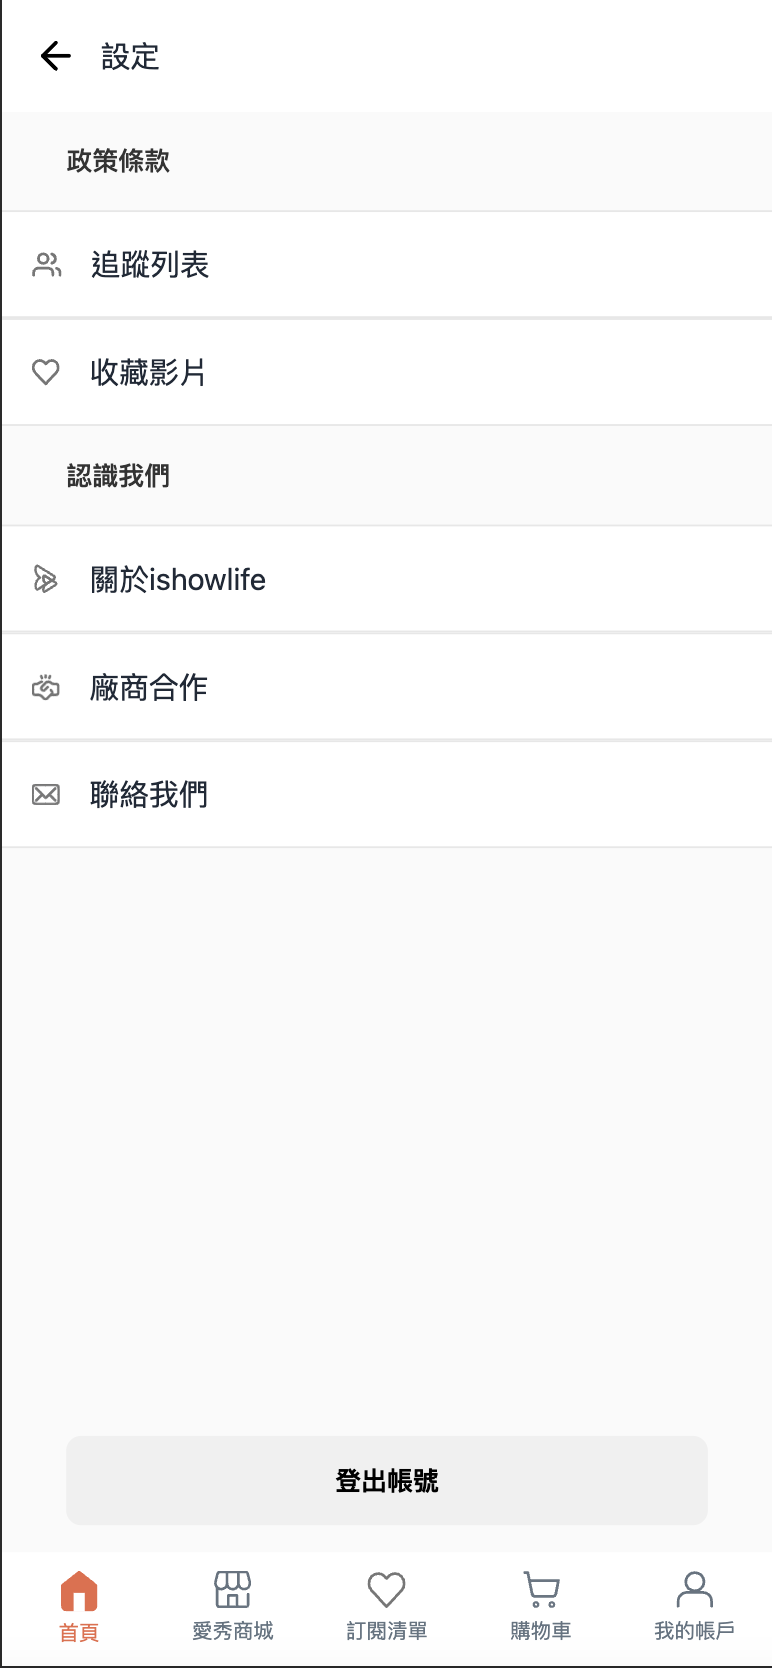 設定
政策條款
追蹤列表
收藏影片
認識我們
關於ishowlife
廠商合作
聯絡我們
登出帳號
首頁
愛秀商城
訂閱清單
購物車
我的帳戶